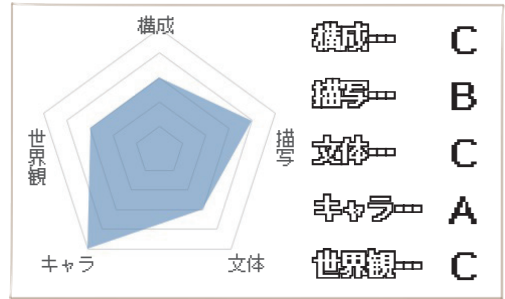 構成
描写
文体
キャラ
世界観
構成… C
描写… B
文体… C
キャラ… A
世界観… C